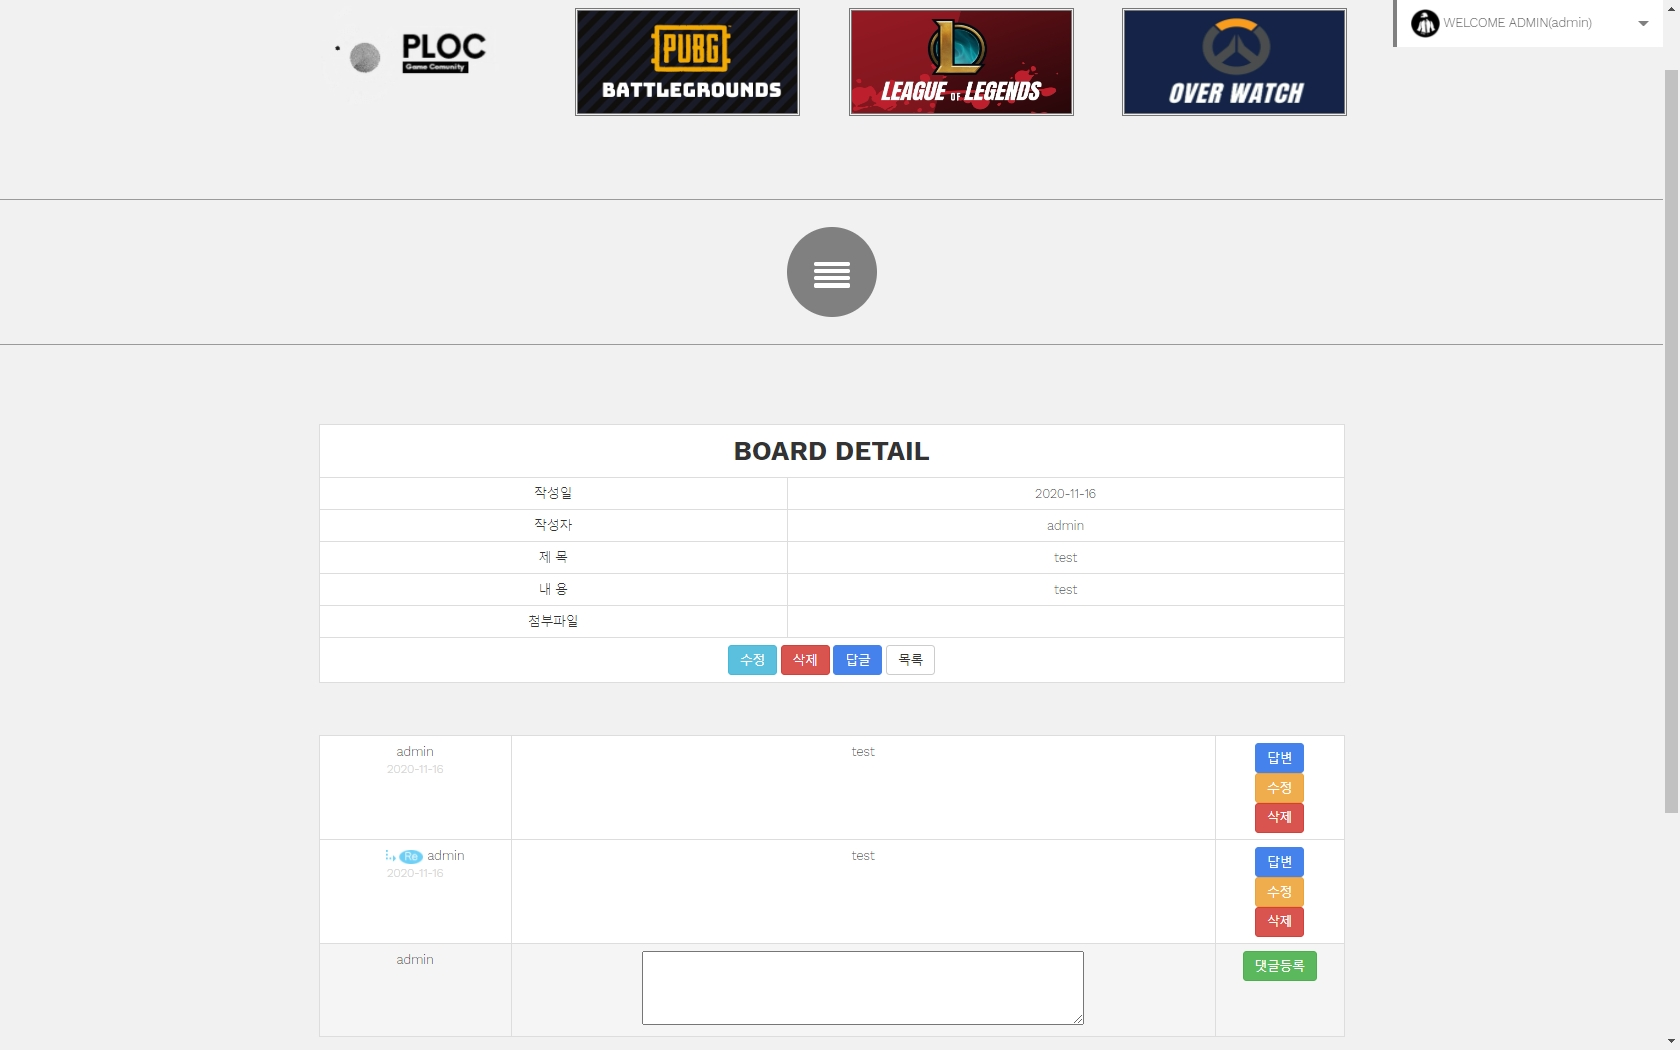 PLOC
Game Comunity
PUBG
BATTLEGROUNDS
LEAGUE OF LEGENDS
OVER WATCH
WELCOME ADMIN(admin)
BOARD DETAIL
작성일 2020-11-16
작성자 admin
제 목 test
내 용 test
첨부파일
수정 삭제 답글 목록
admin test 답변
2020-11-16
수정
삭제
Re admin test 답변
2020-11-16
수정
삭제
admin 댓글등록